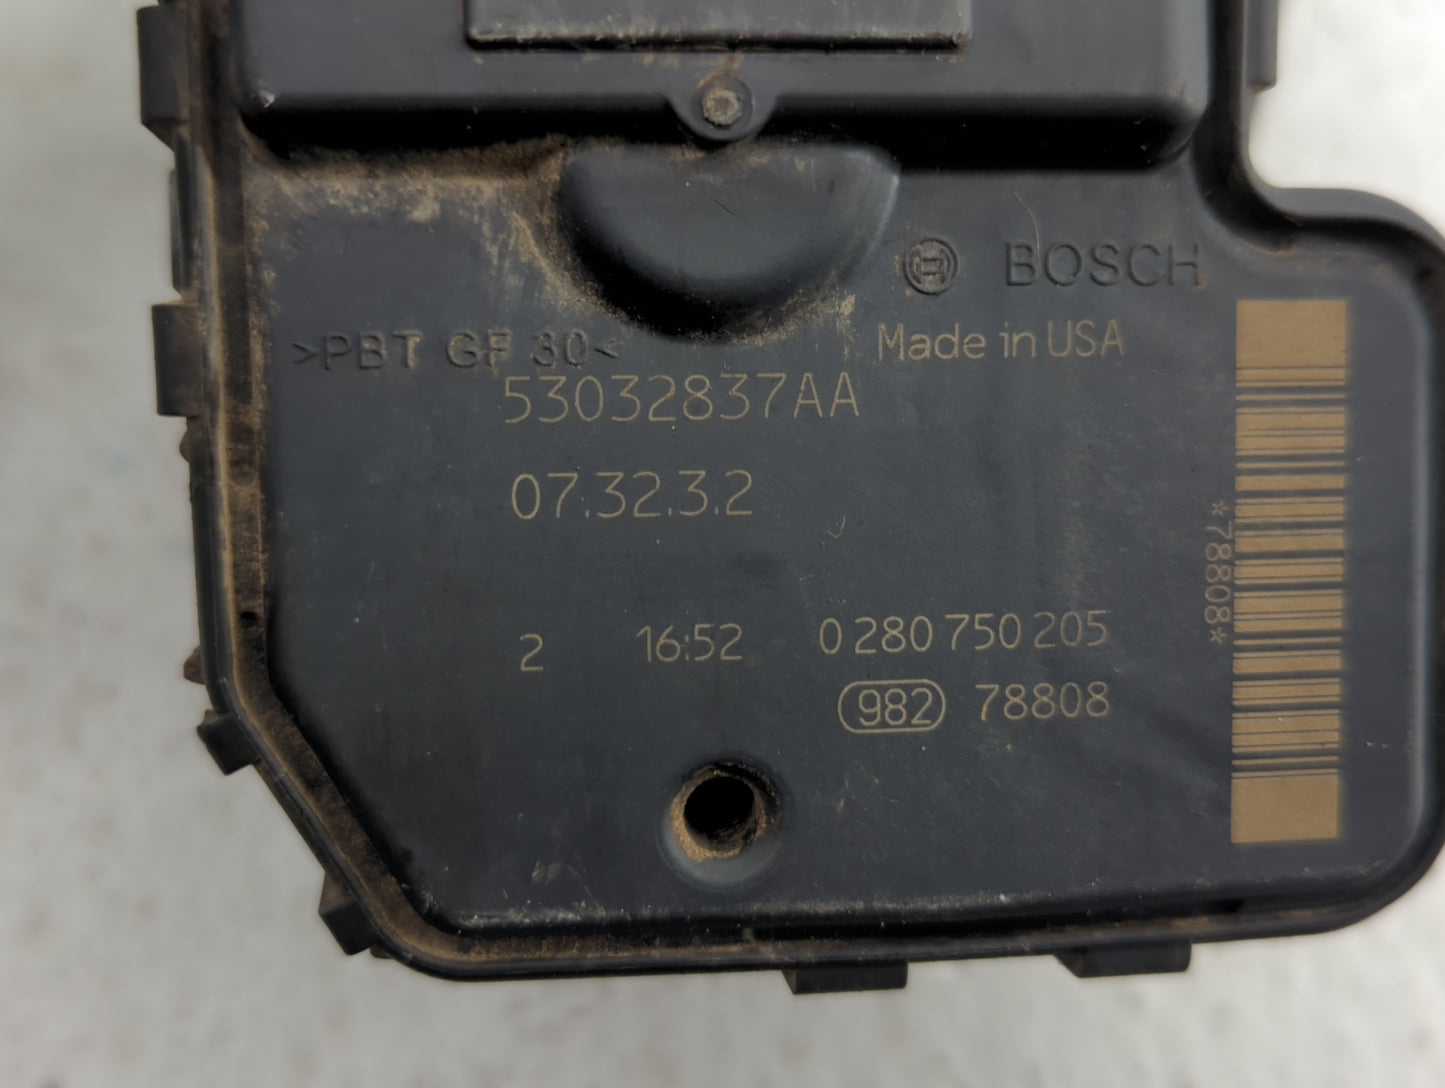 BOSCH
>PBT GF 30<
Made in USA
53032837AA
07.32.3.2
2 16:52 0 280 750 205
982 78808
*78808*